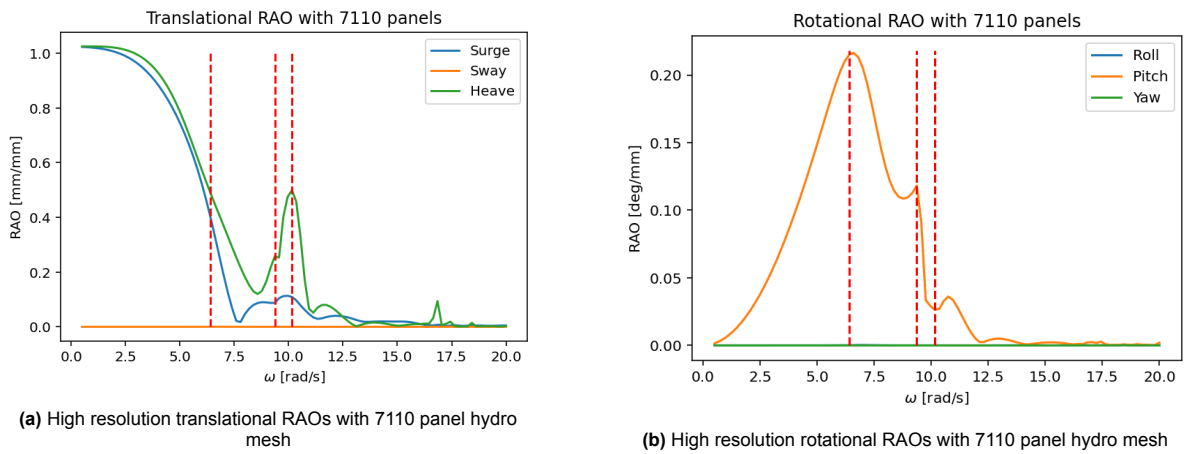 Translational RAO with 7110 panels
RAO [mm/mm]
1.0
0.8
0.6
0.4
0.2
0.0
Surge
Sway
Heave
0.0 2.5 5.0 7.5 10.0 12.5 15.0 17.5 20.0
ω [rad/s]
(a) High resolution translational RAOs with 7110 panel hydro
mesh
Rotational RAO with 7110 panels
RAO [deg/mm]
0.20
0.15
0.10
0.05
0.00
Roll
Pitch
Yaw
0.0 2.5 5.0 7.5 10.0 12.5 15.0 17.5 20.0
ω [rad/s]
(b) High resolution rotational RAOs with 7110 panel hydro mesh